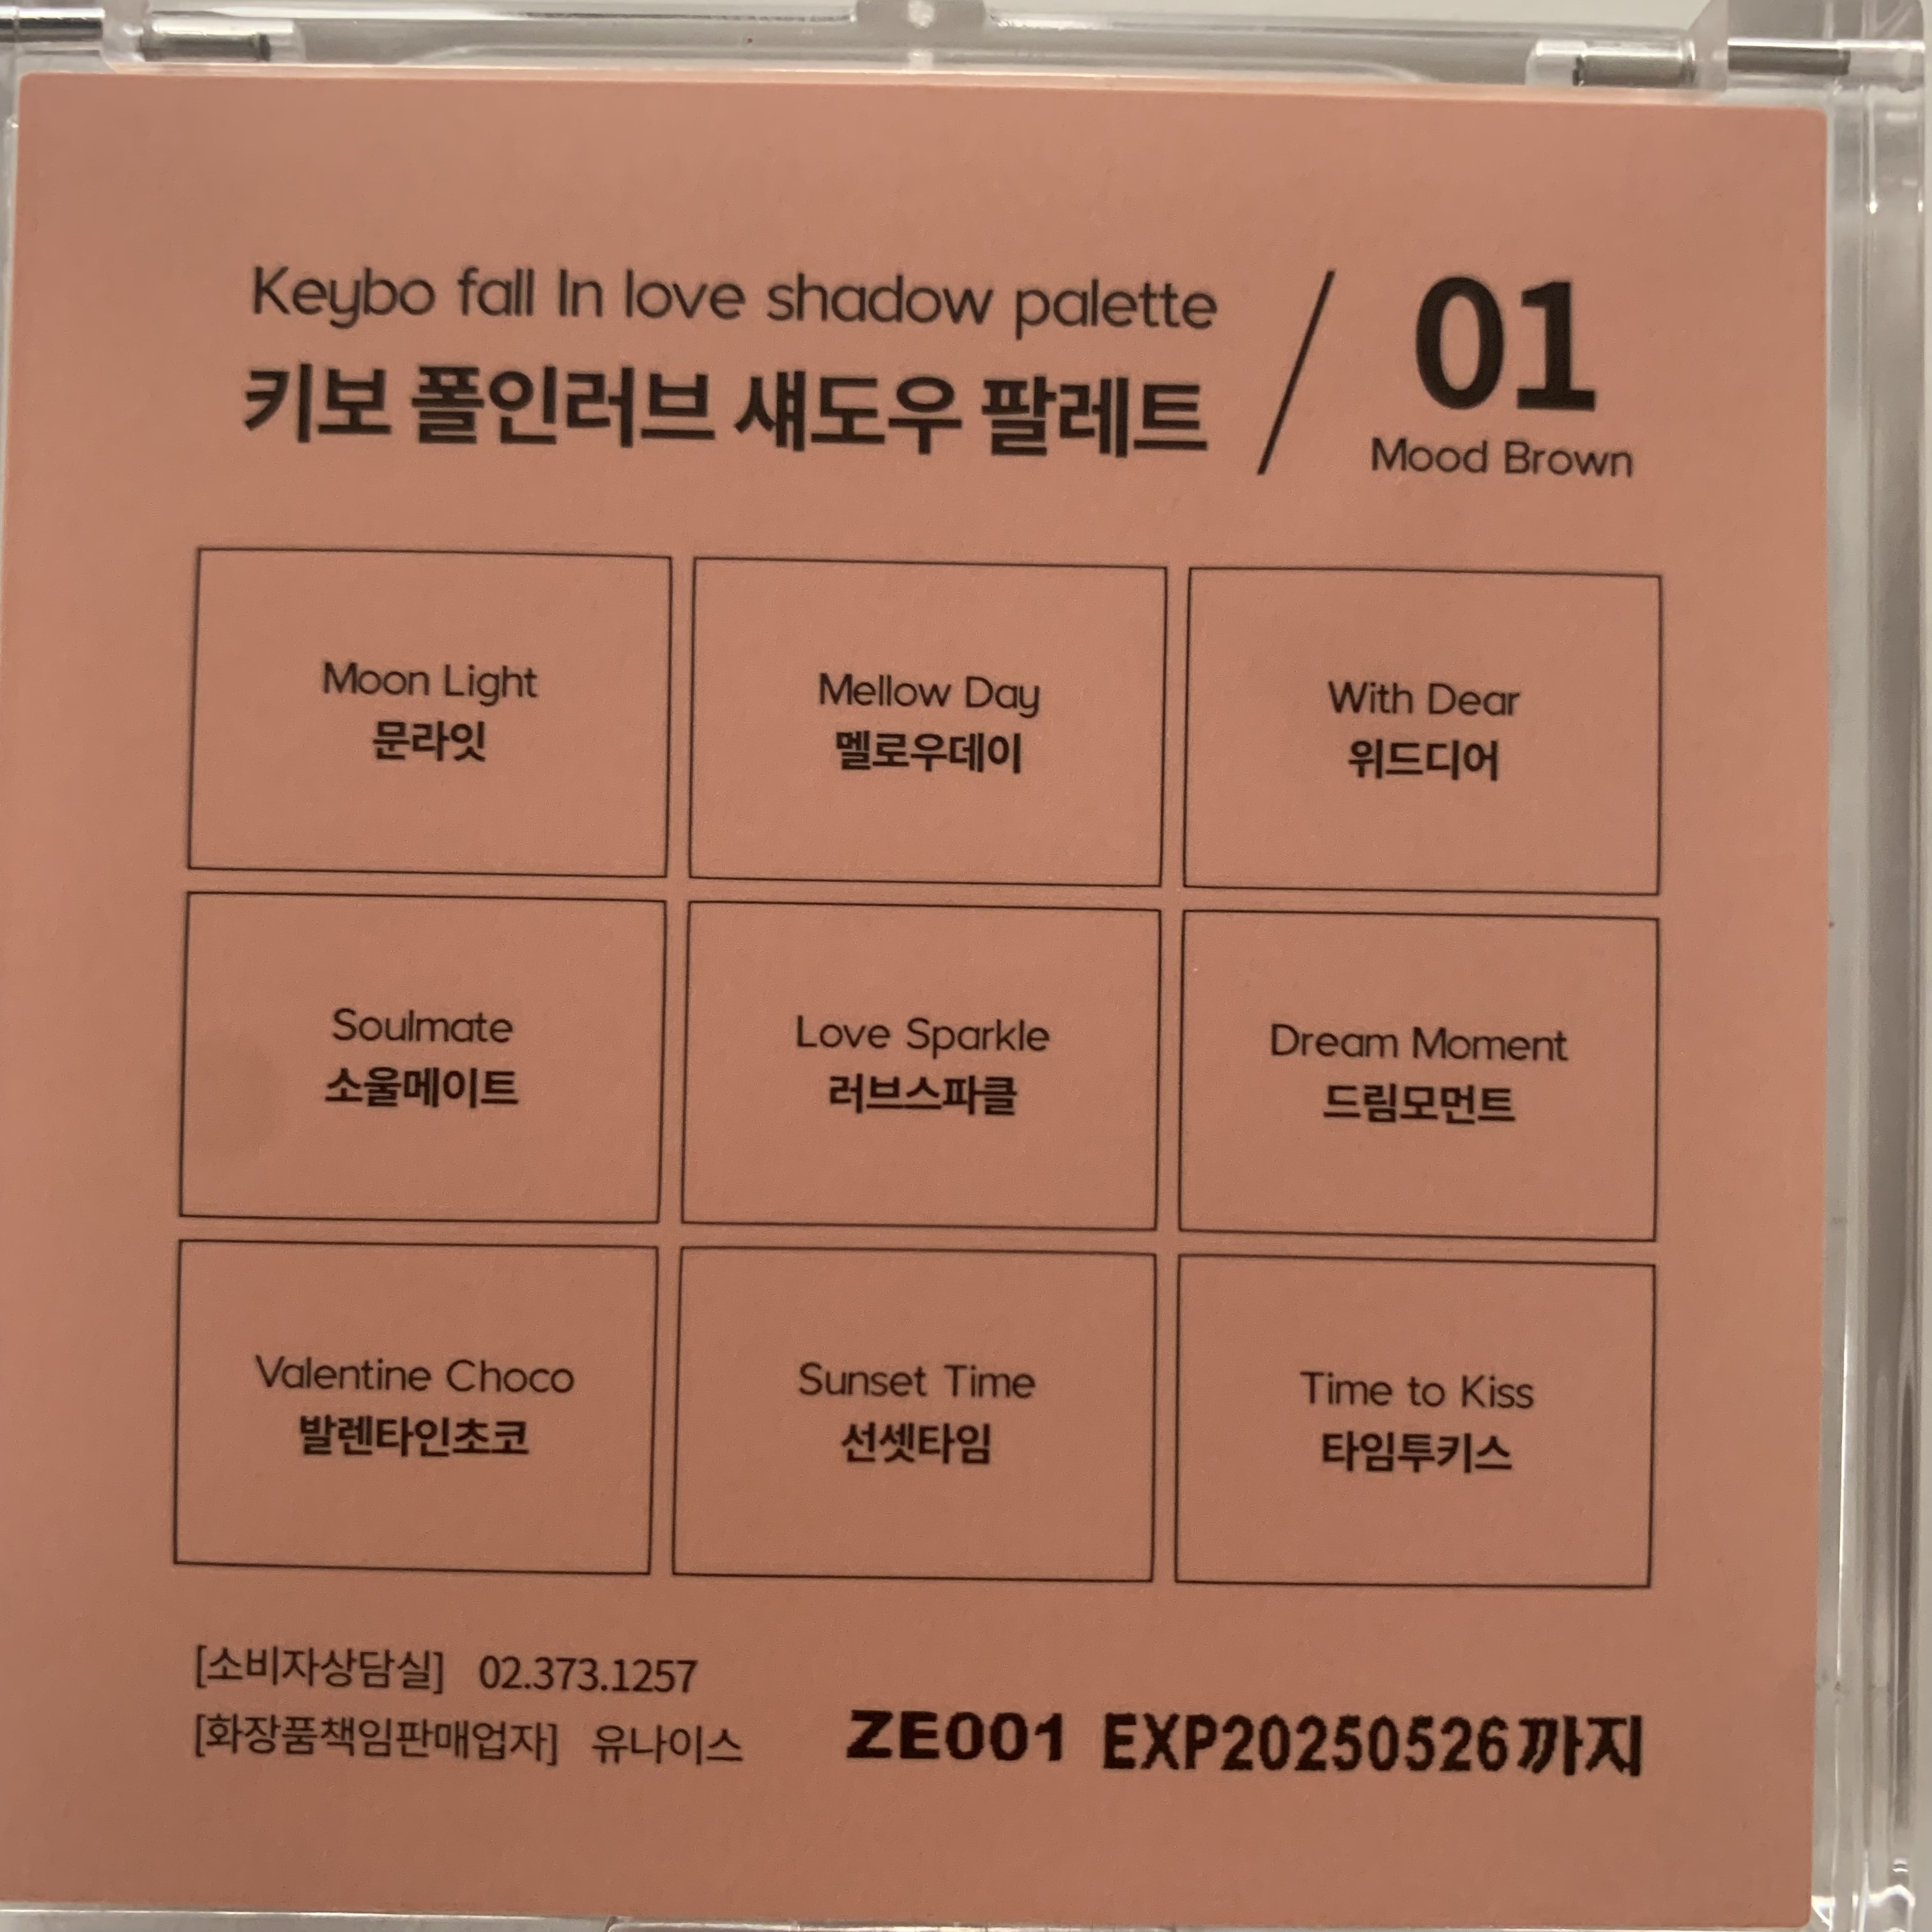 Keybo fall In love shadow palette
키보 폴인러브 섀도우 팔레트
01
Mood Brown
Moon Light
문라잇
Mellow Day
멜로우데이
With Dear
위드디어
Soulmate
소울메이트
Love Sparkle
러브스파클
Dream Moment
드림모먼트
Valentine Choco
발렌타인초코
Sunset Time
선셋타임
Time to Kiss
타임투키스
[소비자상담실] 02.373.1257
[화장품책임판매업자] 유나이스
ZE001 EXP20250526까지